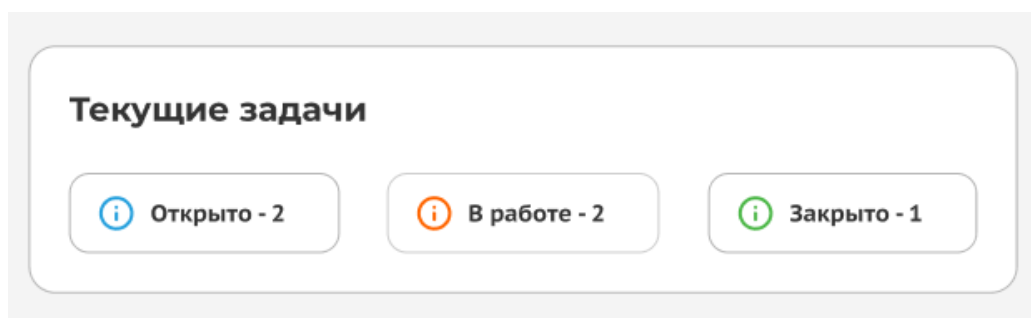 Текущие задачи
Открыто - 2
В работе - 2
Закрыто - 1